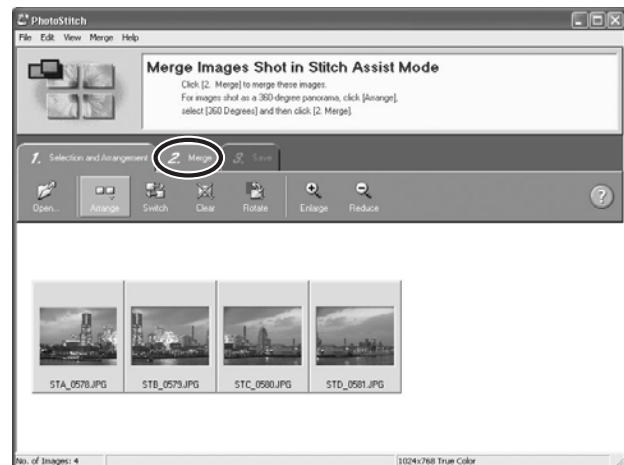 PhotoStitch
File Edit View Merge Help
Merge Images Shot in Stitch Assist Mode
Click [2. Merge] to merge these images.
For images shot as a 360-degree panorama, click [Arrange],
select [360 Degrees] and then click [2. Merge].
1. Selection and Arrangement 2. Merge 3. Save
Open... Arrange Switch Clear Rotate Enlarge Reduce ?
STA_0578.JPG STB_0579.JPG STC_0580.JPG STD_0581.JPG
No. of Images: 4 1024x768 True Color